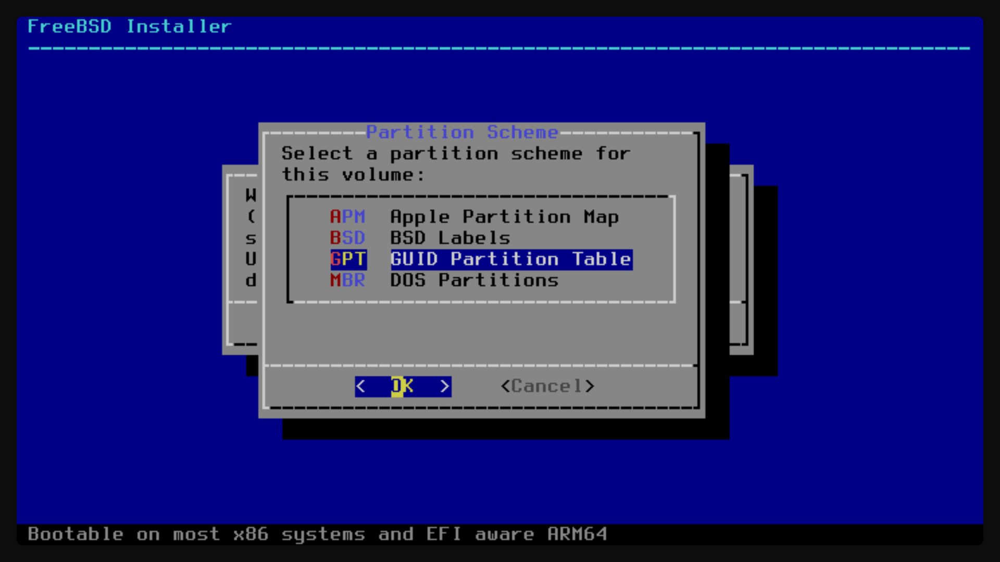 FreeBSD Installer
Partition Scheme
Select a partition scheme for
this volume:
W
(
s
U
d
APM Apple Partition Map
BSD BSD Labels
GPT GUID Partition Table
MBR DOS Partitions
< OK > <Cancel>
Bootable on most x86 systems and EFI aware ARM64